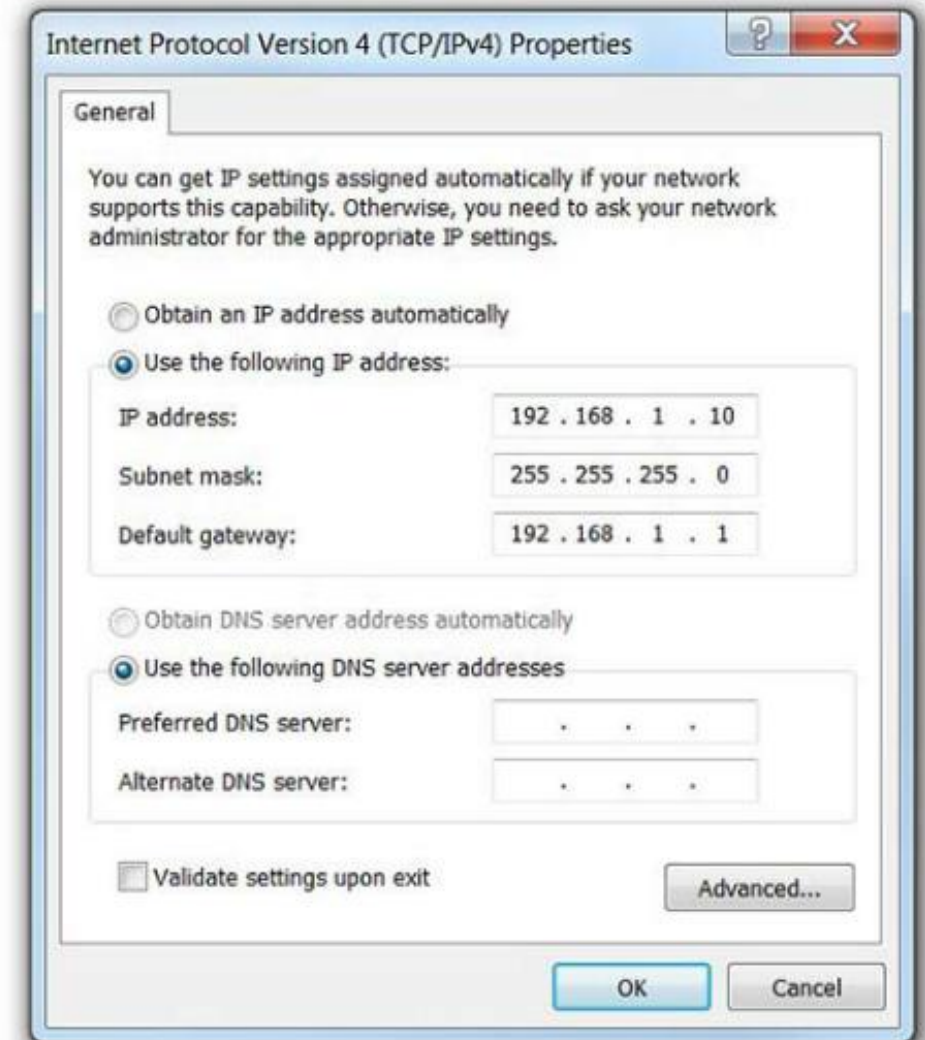 Internet Protocol Version 4 (TCP/IPv4) Properties
General
You can get IP settings assigned automatically if your network
supports this capability. Otherwise, you need to ask your network
administrator for the appropriate IP settings.
Obtain an IP address automatically
Use the following IP address:
IP address: 192 . 168 . 1 . 10
Subnet mask: 255 . 255 . 255 . 0
Default gateway: 192 . 168 . 1 . 1
Obtain DNS server address automatically
Use the following DNS server addresses
Preferred DNS server: . . .
Alternate DNS server: . . .
Validate settings upon exit
Advanced...
OK Cancel